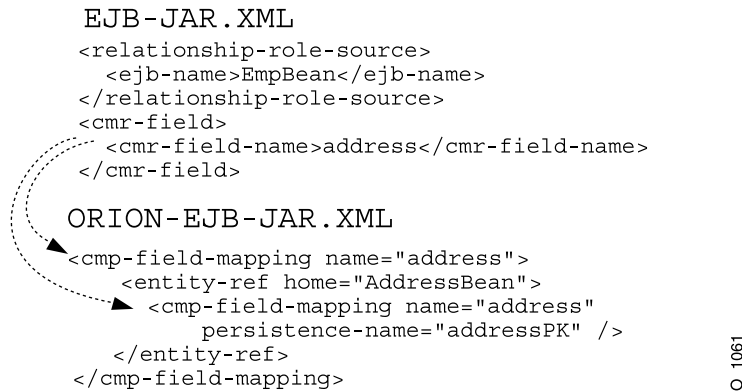 EJB-JAR.XML
<relationship-role-source>
<ejb-name>EmpBean</ejb-name>
</relationship-role-source>
<cmr-field>
<cmr-field-name>address</cmr-field-name>
</cmr-field>
ORION-EJB-JAR.XML
<cmp-field-mapping name="address">
<entity-ref home="AddressBean">
<cmp-field-mapping name="address"
persistence-name="addressPK" />
</entity-ref>
</cmp-field-mapping>
O_1061